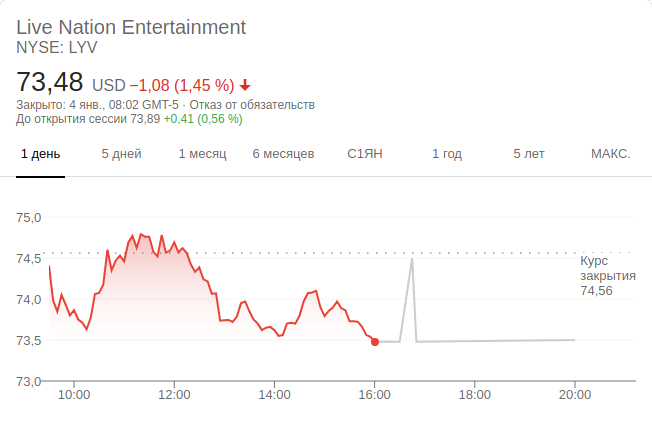 Live Nation Entertainment
NYSE: LYV
73,48 USD −1,08 (1,45 %)
Закрыто: 4 янв., 08:02 GMT-5 · Отказ от обязательств
До открытия сессии 73,89 +0,41 (0,56 %)
1 день 5 дней 1 месяц 6 месяцев С1ЯН 1 год 5 лет МАКС.
75,0
74,5
Курс
закрытия
74,56
74,0
73,5
73,0
10:00 12:00 14:00 16:00 18:00 20:00